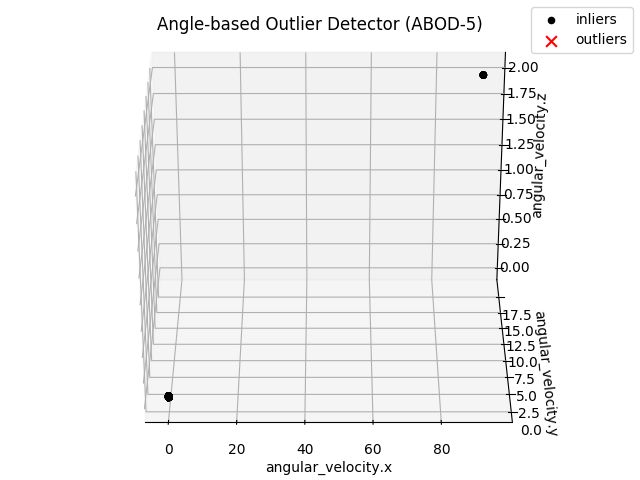 Angle-based Outlier Detector (ABOD-5)
inliers
outliers
2.00
1.75
1.50
1.25
1.00
0.75
0.50
0.25
0.00
angular_velocity.z
17.5
15.0
12.5
10.0
7.5
5.0
2.5
0.0
angular_velocity.y
0 20 40 60 80
angular_velocity.x